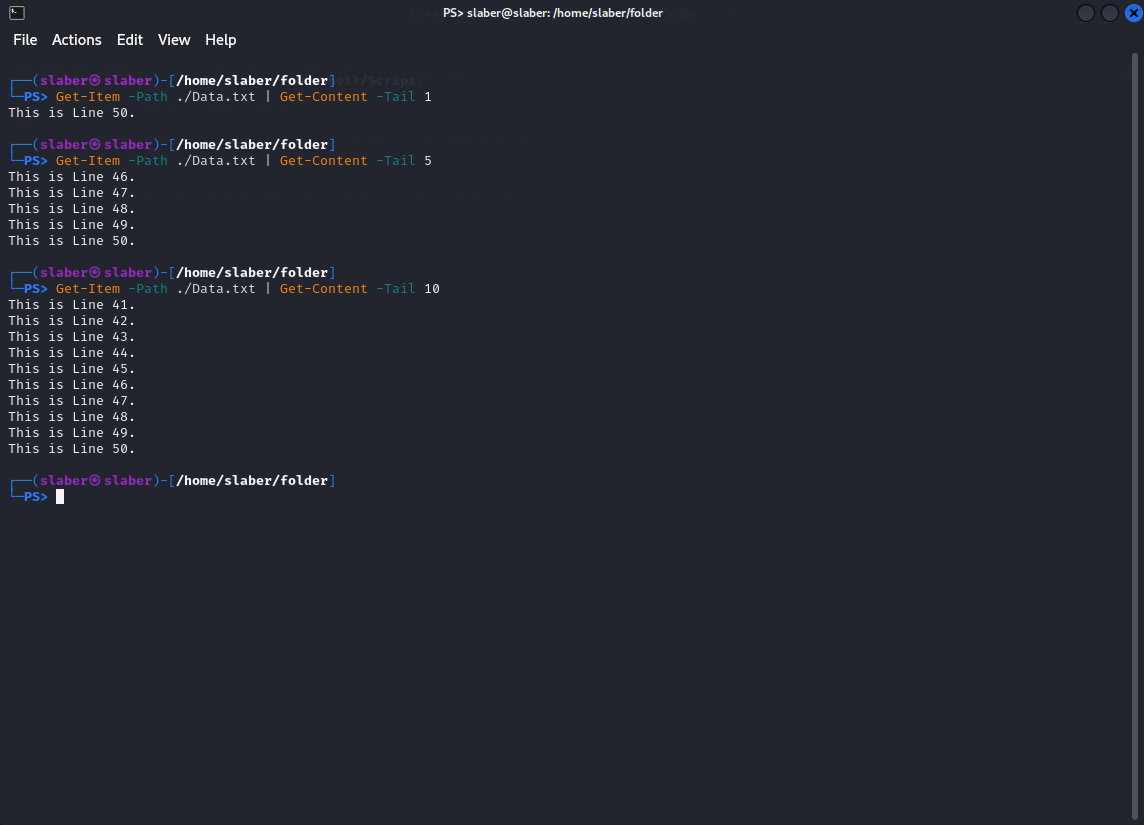 PS> slaber@slaber: /home/slaber/folder
File Actions Edit View Help
┌──(slaber㉿slaber)-[/home/slaber/folder]
└─PS> Get-Item -Path ./Data.txt | Get-Content -Tail 1
This is Line 50.
┌──(slaber㉿slaber)-[/home/slaber/folder]
└─PS> Get-Item -Path ./Data.txt | Get-Content -Tail 5
This is Line 46.
This is Line 47.
This is Line 48.
This is Line 49.
This is Line 50.
┌──(slaber㉿slaber)-[/home/slaber/folder]
└─PS> Get-Item -Path ./Data.txt | Get-Content -Tail 10
This is Line 41.
This is Line 42.
This is Line 43.
This is Line 44.
This is Line 45.
This is Line 46.
This is Line 47.
This is Line 48.
This is Line 49.
This is Line 50.
┌──(slaber㉿slaber)-[/home/slaber/folder]
└─PS>